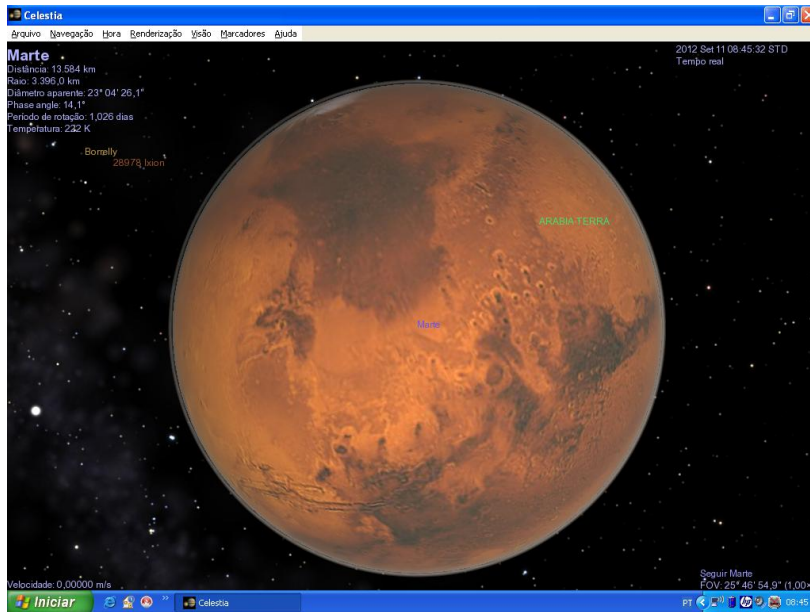 Celestia
Arquivo Navegação Hora Renderização Visão Marcadores Ajuda
Marte
Distância: 13.584 km
Raio: 3.396,0 km
Diâmetro aparente: 23° 04' 26,1"
Phase angle: 14,1°
Período de rotação: 1,026 dias
Temperatura: 222 K
2012 Set 11 08:45:32 STD
Tempo real
Borrelly
28978 Ixion
ARABIA TERRA
Marte
Velocidade: 0,00000 m/s
Seguir Marte
FOV: 25° 46' 54,9" (1,00×
Iniciar
Celestia
PT
08:45